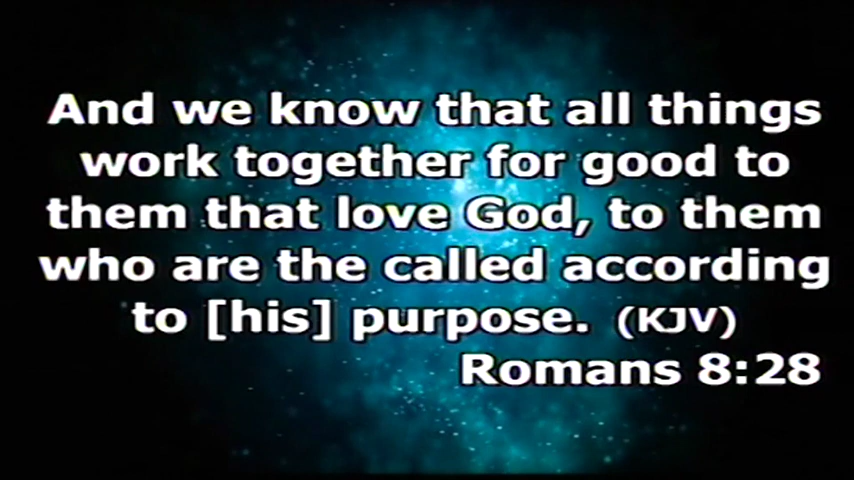 And we know that all things
work together for good to
them that love God, to them
who are the called according
to [his] purpose. (KJV)
Romans 8:28